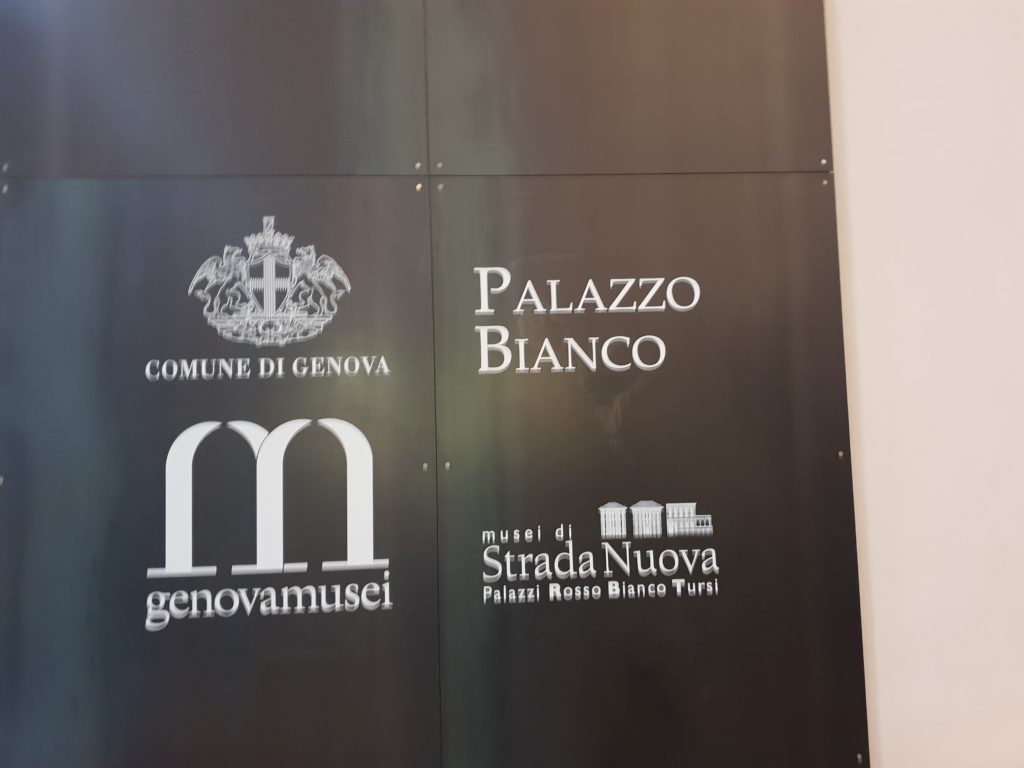 COMUNE DI GENOVA
PALAZZO
BIANCO
m
genovamusei
musei di
Strada Nuova
Palazzi Rosso Bianco Tursi